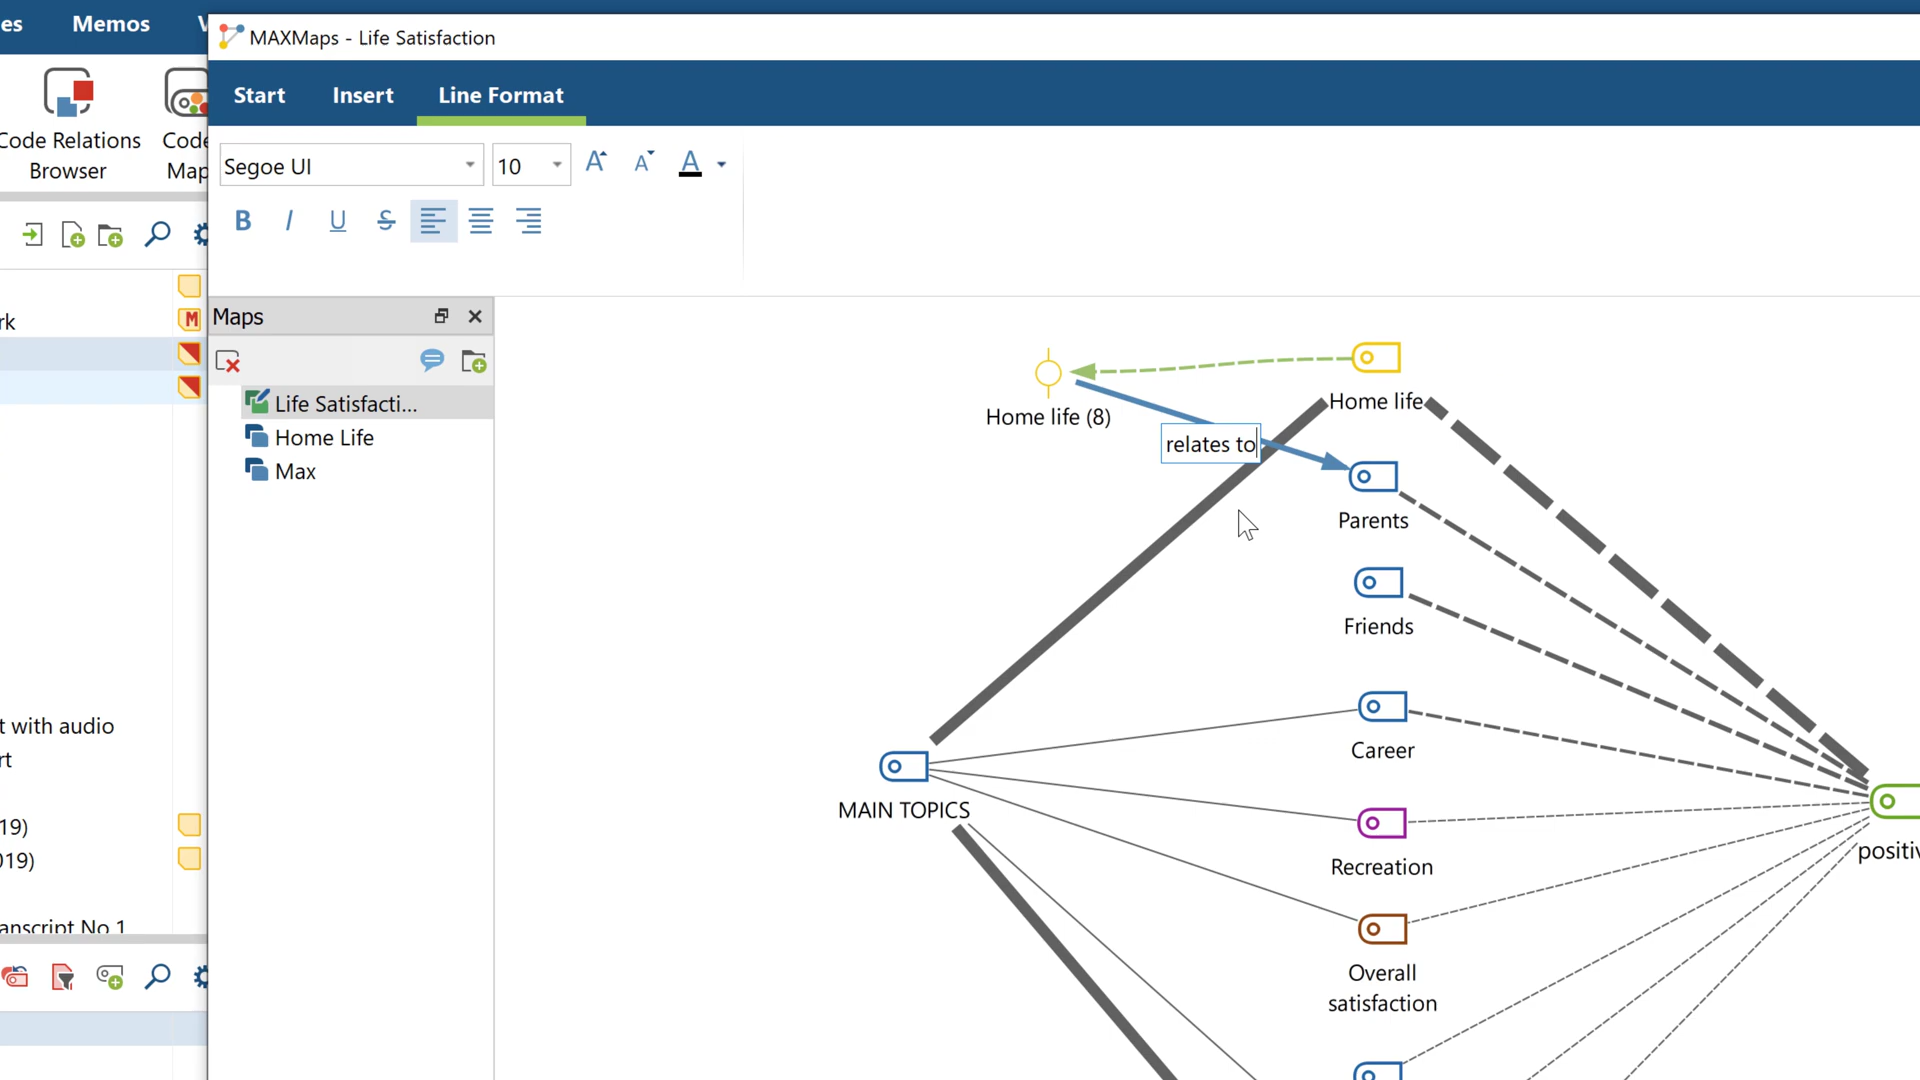 es
Memos
V
MAXMaps - Life Satisfaction
Start
Insert
Line Format
Code Relations
Browser
Code
Map
Segoe UI
10
rk
Maps
Life Satisfacti...
Home Life
Max
Home life (8)
Home life
relates to
Parents
Friends
Career
MAIN TOPICS
Recreation
Overall
satisfaction
positiv
t with audio
rt
19)
019)
anscript No 1